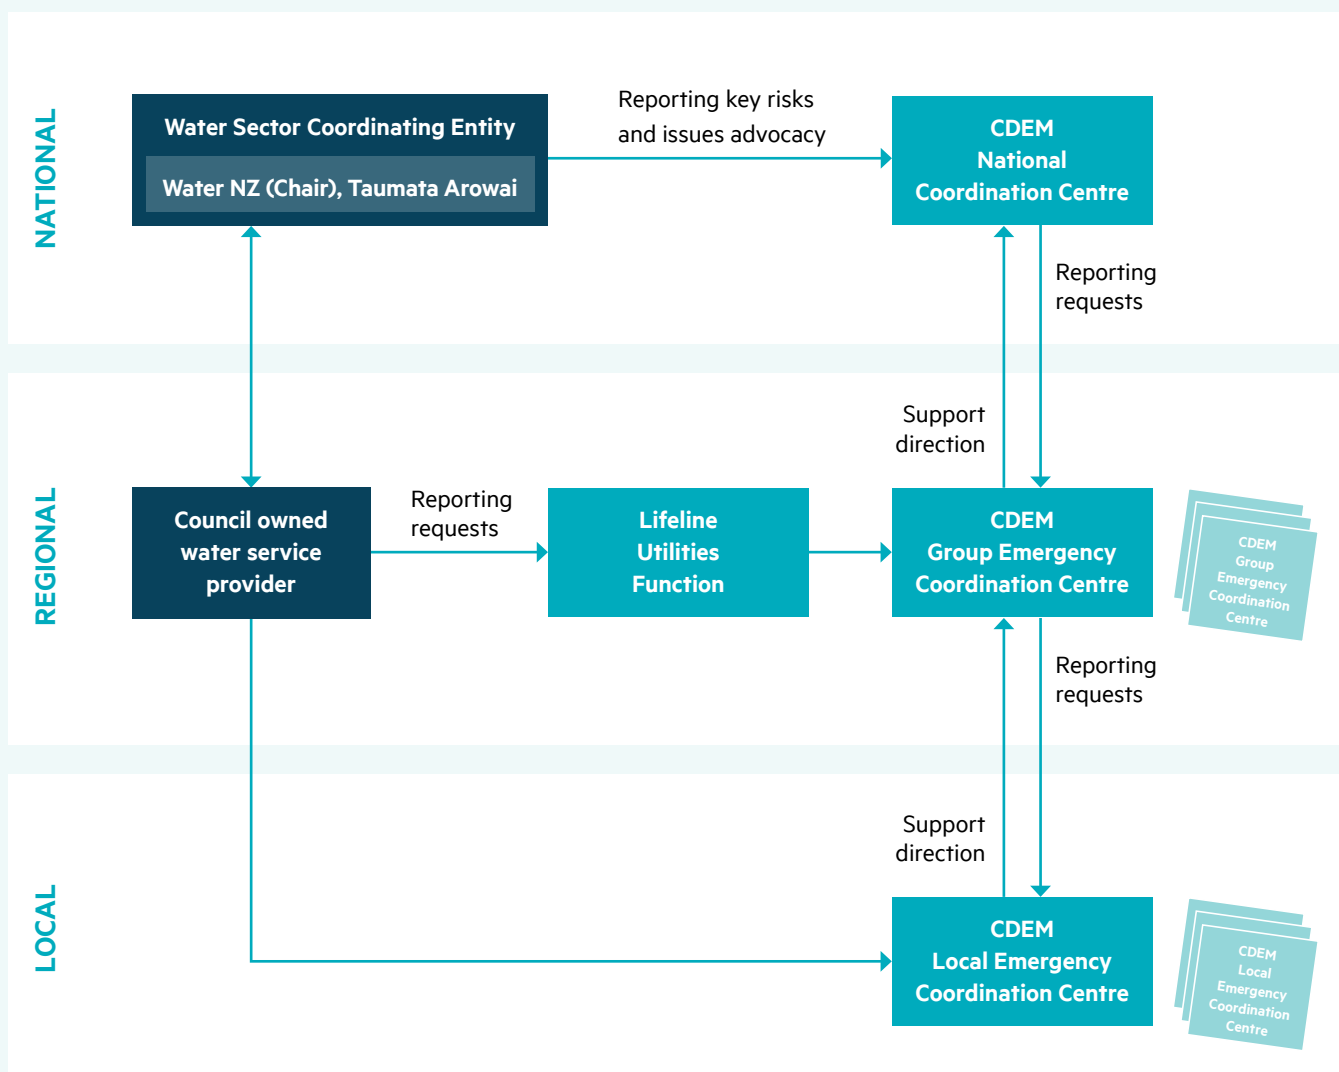 NATIONAL
Water Sector Coordinating Entity
Water NZ (Chair), Taumata Arowai
Reporting key risks
and issues advocacy
CDEM
National
Coordination Centre
Reporting
requests
REGIONAL
Support
direction
Council owned
water service
provider
Reporting
requests
Lifeline
Utilities
Function
CDEM
Group Emergency
Coordination Centre
CDEM
Group
Emergency
Coordination
Centre
Reporting
requests
LOCAL
Support
direction
CDEM
Local Emergency
Coordination Centre
CDEM
Local
Emergency
Coordination
Centre